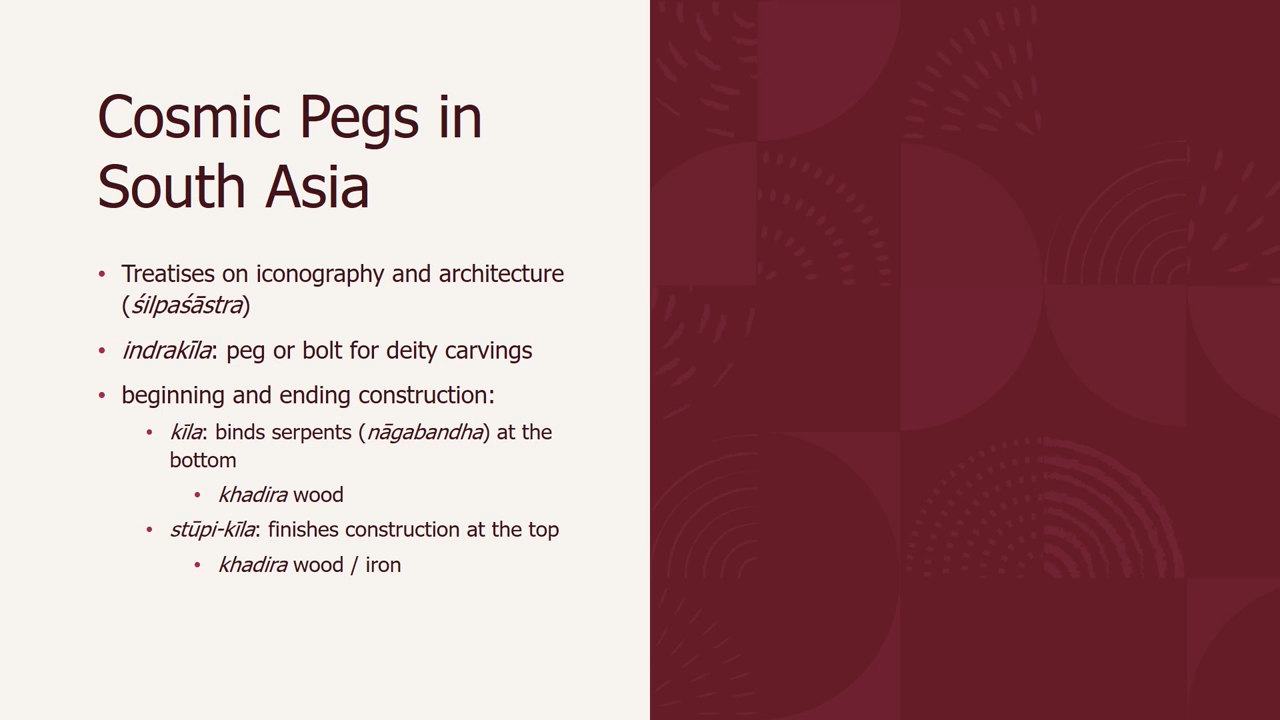 Cosmic Pegs in
South Asia
• Treatises on iconography and architecture
(śilpaśāstra)
• indrakīla: peg or bolt for deity carvings
• beginning and ending construction:
• kīla: binds serpents (nāgabandha) at the
bottom
• khadira wood
• stūpi-kīla: finishes construction at the top
• khadira wood / iron